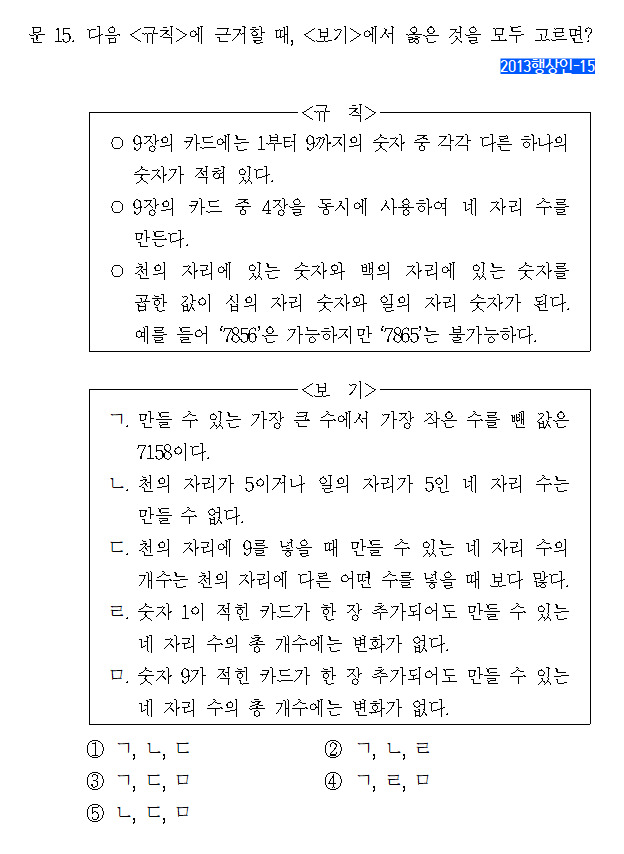 문 15. 다음 <규칙>에 근거할 때, <보기>에서 옳은 것을 모두 고르면?
2013행상인-15
<규 칙>
○ 9장의 카드에는 1부터 9까지의 숫자 중 각각 다른 하나의
숫자가 적혀 있다.
○ 9장의 카드 중 4장을 동시에 사용하여 네 자리 수를
만든다.
○ 천의 자리에 있는 숫자와 백의 자리에 있는 숫자를
곱한 값이 십의 자리 숫자와 일의 자리 숫자가 된다.
예를 들어 ‘7856’은 가능하지만 ‘7865’는 불가능하다.
<보 기>
ㄱ. 만들 수 있는 가장 큰 수에서 가장 작은 수를 뺀 값은
7158이다.
ㄴ. 천의 자리가 5이거나 일의 자리가 5인 네 자리 수는
만들 수 없다.
ㄷ. 천의 자리에 9를 넣을 때 만들 수 있는 네 자리 수의
개수는 천의 자리에 다른 어떤 수를 넣을 때 보다 많다.
ㄹ. 숫자 1이 적힌 카드가 한 장 추가되어도 만들 수 있는
네 자리 수의 총 개수에는 변화가 없다.
ㅁ. 숫자 9가 적힌 카드가 한 장 추가되어도 만들 수 있는
네 자리 수의 총 개수에는 변화가 없다.
① ㄱ, ㄴ, ㄷ ② ㄱ, ㄴ, ㄹ
③ ㄱ, ㄷ, ㅁ ④ ㄱ, ㄹ, ㅁ
⑤ ㄴ, ㄷ, ㅁ